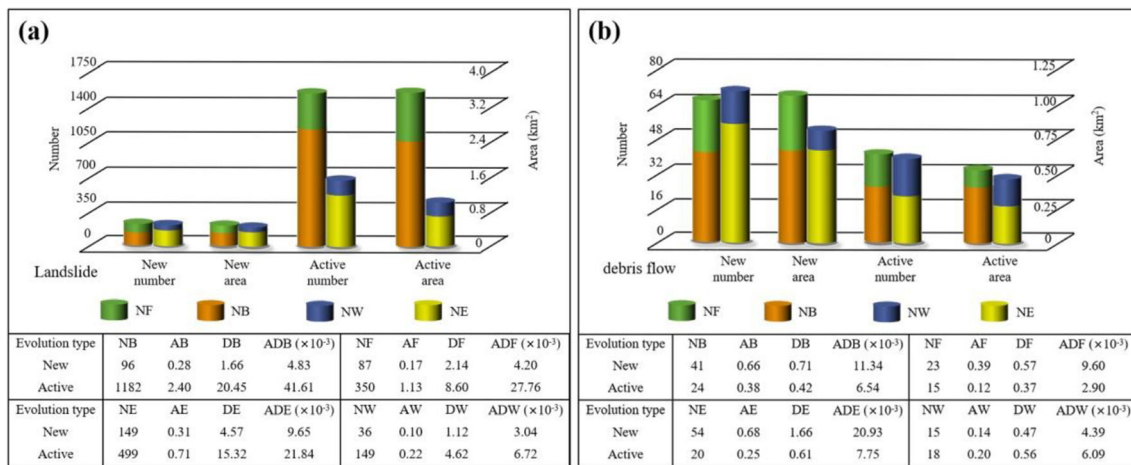 (a)
1750
1400
1050
700
350
0
Number
4.0
3.2
2.4
1.6
0.8
0
Area (km²)
Landslide
New number
New area
Active number
Active area
NF NB NW NE
Evolution type NB AB DB ADB (×10⁻³) NF AF DF ADF (×10⁻³)
New 96 0.28 1.66 4.83 87 0.17 2.14 4.20
Active 1182 2.40 20.45 41.61 350 1.13 8.60 27.76
Evolution type NE AE DE ADE (×10⁻³) NW AW DW ADW (×10⁻³)
New 149 0.31 4.57 9.65 36 0.10 1.12 3.04
Active 499 0.71 15.32 21.84 149 0.22 4.62 6.72
(b)
80
64
48
32
16
0
Number
1.25
1.00
0.75
0.50
0.25
0
Area (km²)
debris flow
New number
New area
Active number
Active area
NF NB NW NE
Evolution type NB AB DB ADB (×10⁻³) NF AF DF ADF (×10⁻³)
New 41 0.66 0.71 11.34 23 0.39 0.57 9.60
Active 24 0.38 0.42 6.54 15 0.12 0.37 2.90
Evolution type NE AE DE ADE (×10⁻³) NW AW DW ADW (×10⁻³)
New 54 0.68 1.66 20.93 15 0.14 0.47 4.39
Active 20 0.25 0.61 7.75 18 0.20 0.56 6.09